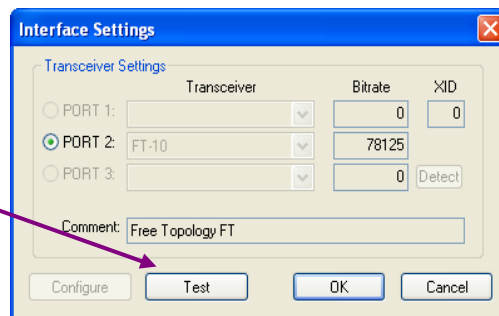 Interface Settings
Transceiver Settings
Transceiver Bitrate XID
PORT 1: 0 0
PORT 2: FT-10 78125
PORT 3: 0 Detect
Comment: Free Topology FT
Configure Test OK Cancel